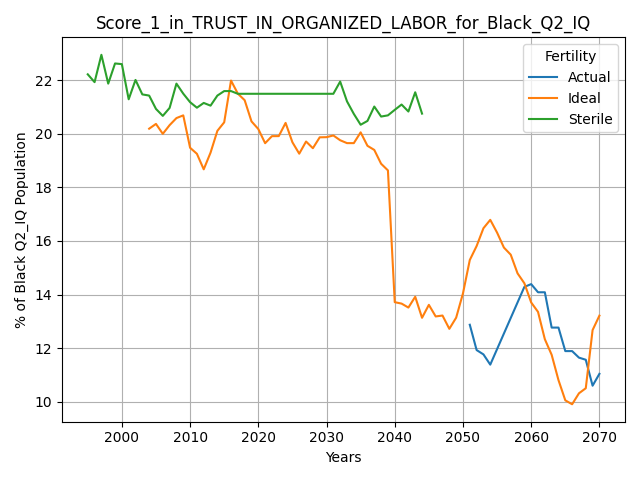 Score_1_in_TRUST_IN_ORGANIZED_LABOR_for_Black_Q2_IQ
Fertility
Actual
Ideal
Sterile
% of Black Q2_IQ Population
22
20
18
16
14
12
10
2000 2010 2020 2030 2040 2050 2060 2070
Years